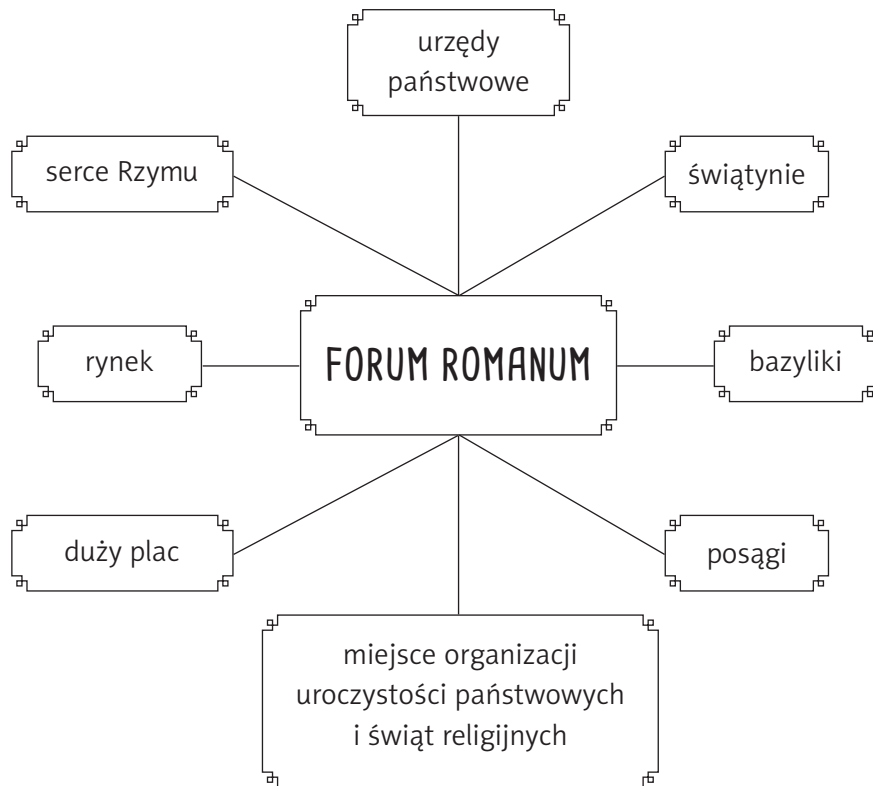 urzędy
państwowe
serce Rzymu
świątynie
rynek
FORUM ROMANUM
bazyliki
duży plac
posągi
miejsce organizacji
uroczystości państwowych
i świąt religijnych